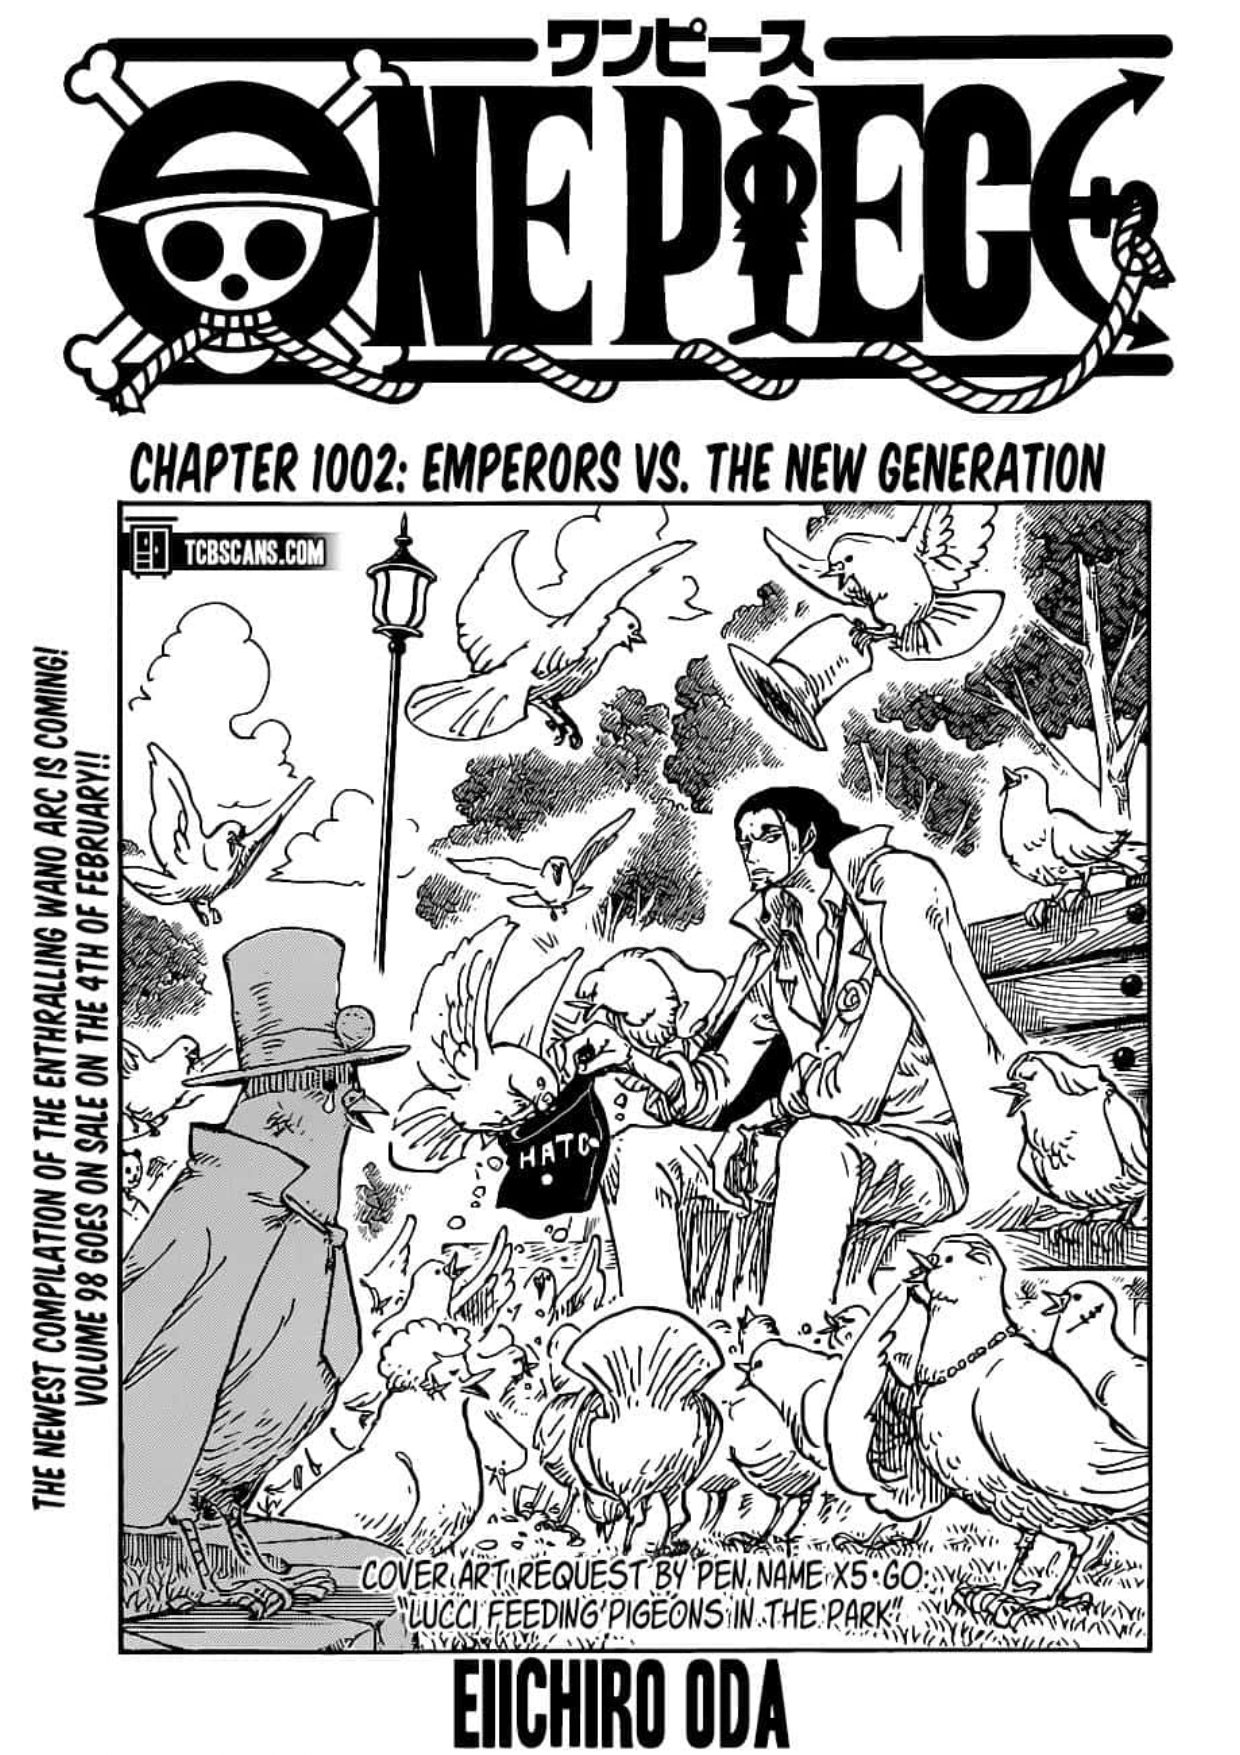 ワンピース
ONE PIECE
CHAPTER 1002: EMPERORS VS. THE NEW GENERATION
TCBSCANS.COM
THE NEWEST COMPILATION OF THE ENTHRALLING WANO ARC IS COMING!
VOLUME 98 GOES ON SALE ON THE 4TH OF FEBRUARY!!
HATO
COVER ART REQUEST BY PEN NAME X5•GO:
"LUCCI FEEDING PIGEONS IN THE PARK"
EIICHIRO ODA